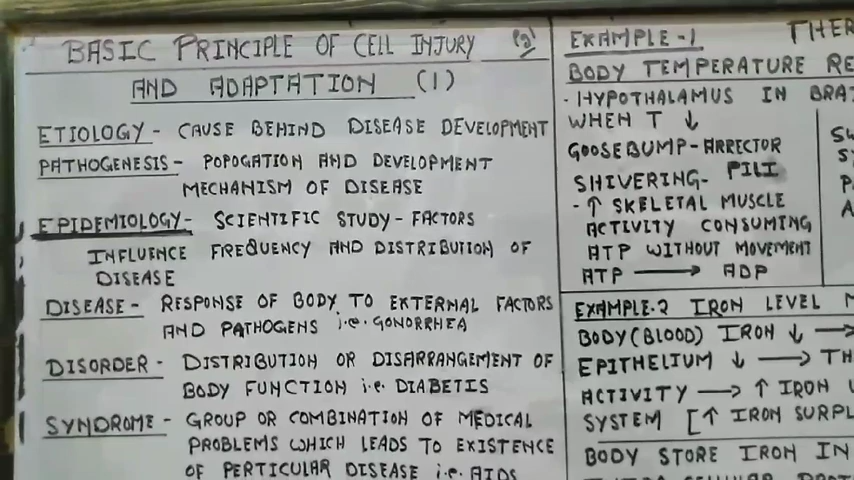 BASIC PRINCIPLE OF CELL INJURY
AND ADAPTATION (1)
ETIOLOGY - CAUSE BEHIND DISEASE DEVELOPMENT
PATHOGENESIS - POPOGATION AND DEVELOPMENT
MECHANISM OF DISEASE
EPIDEMIOLOGY - SCIENTIFIC STUDY - FACTORS
INFLUENCE FREQUENCY AND DISTRIBUTION OF
DISEASE
DISEASE - RESPONSE OF BODY TO EXTERNAL FACTORS
AND PATHOGENS i.e. GONORRHEA
DISORDER - DISTRIBUTION OR DISARRANGEMENT OF
BODY FUNCTION i.e. DIABETIS
SYNDROME - GROUP OR COMBINATION OF MEDICAL
PROBLEMS WHICH LEADS TO EXISTENCE
OF PERTICULAR DISEASE i.e. AIDS
EXAMPLE-1 THER
BODY TEMPERATURE RE
- HYPOTHALAMUS IN BRA
WHEN T ↓
GOOSEBUMP - ARRECTOR
PILI
SHIVERING -
- ↑ SKELETAL MUSCLE
ACTIVITY CONSUMING
ATP WITHOUT MOVEMENT
ATP → ADP
EXAMPLE-2 IRON LEVEL
BODY (BLOOD) IRON ↓ →
EPITHELIUM ↓ → TH
ACTIVITY → ↑ IRON
SYSTEM [↑ IRON SURPL
BODY STORE IRON IN